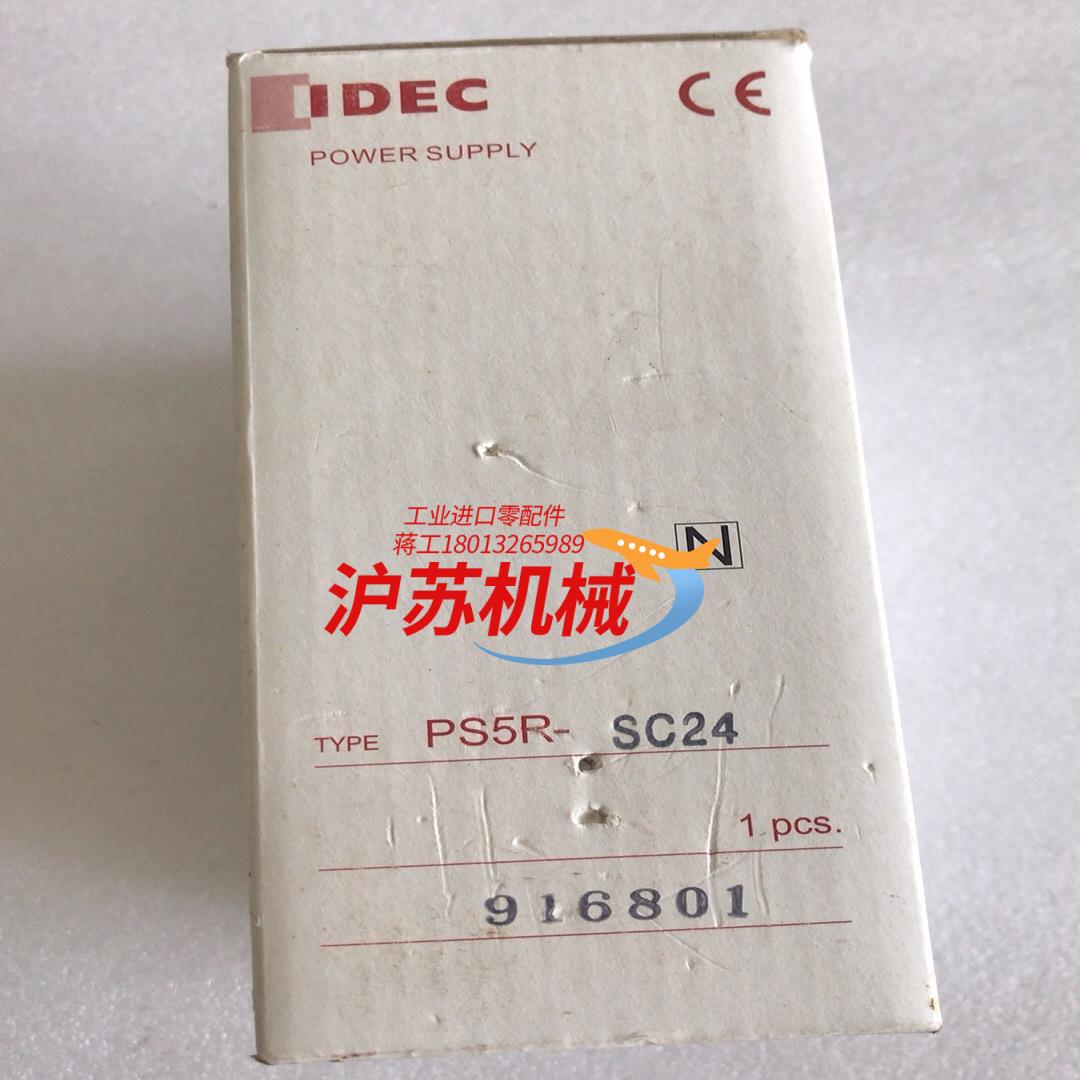 IDEC
CE
POWER SUPPLY
工业进口零配件
蒋工18013265989
沪苏机械
N
TYPE PS5R- SC24
1 pcs.
916801